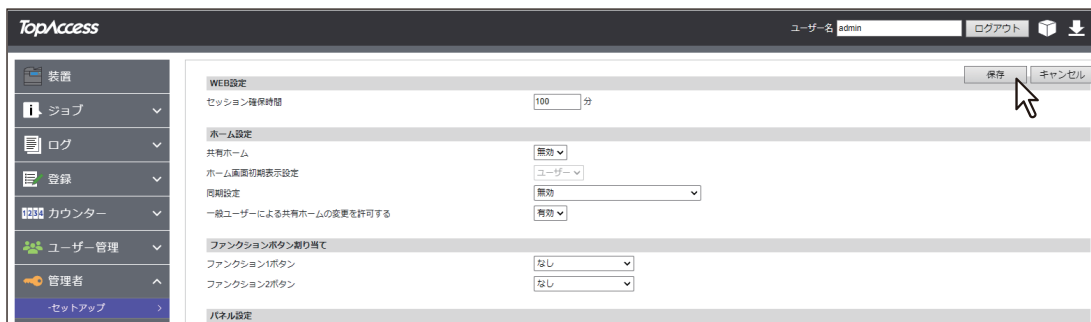 TopAccess
ユーザー名 admin ログアウト
装置
ジョブ
ログ
登録
1234 カウンター
ユーザー管理
管理者
-セットアップ
保存 キャンセル
WEB設定
セッション確保時間 100 分
ホーム設定
共有ホーム 無効
ホーム画面初期表示設定 ユーザー
同期設定 無効
一般ユーザーによる共有ホームの変更を許可する 有効
ファンクションボタン割り当て
ファンクション1ボタン なし
ファンクション2ボタン なし
パネル設定